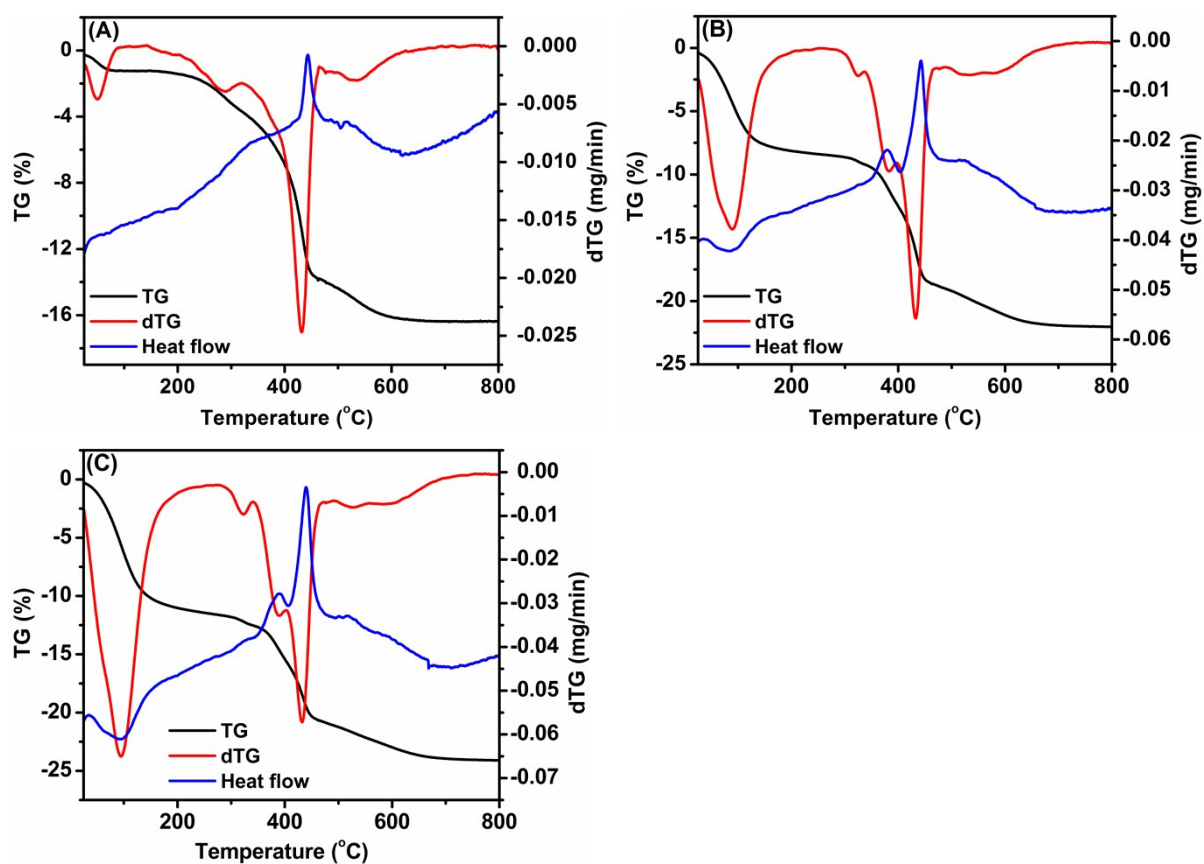 (A)
0
-4
-8
-12
-16
TG (%)
0.000
-0.005
-0.010
-0.015
-0.020
-0.025
dTG (mg/min)
TG
dTG
Heat flow
200 400 600 800
Temperature (°C)
(B)
0
-5
-10
-15
-20
-25
TG (%)
0.00
-0.01
-0.02
-0.03
-0.04
-0.05
-0.06
dTG (mg/min)
TG
dTG
Heat flow
200 400 600 800
Temperature (°C)
(C)
0
-5
-10
-15
-20
-25
TG (%)
0.00
-0.01
-0.02
-0.03
-0.04
-0.05
-0.06
-0.07
dTG (mg/min)
TG
dTG
Heat flow
200 400 600 800
Temperature (°C)